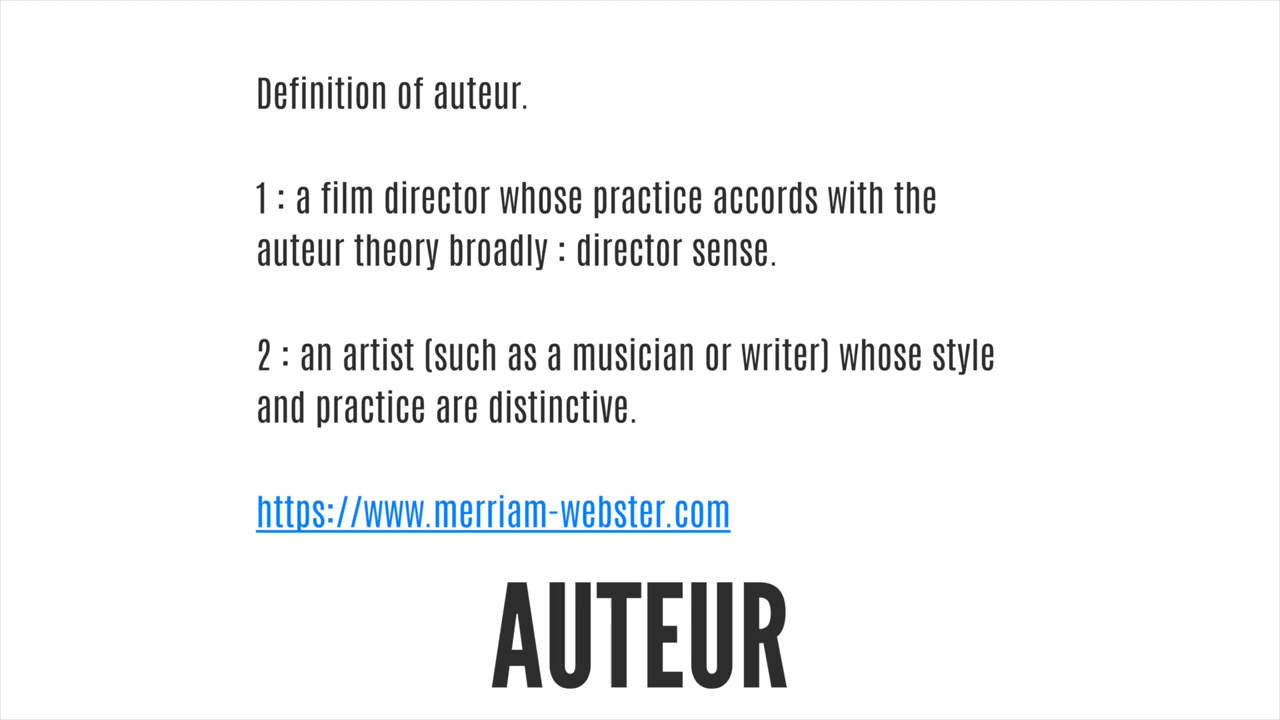 Definition of auteur.
1 : a film director whose practice accords with the
auteur theory broadly : director sense.
2 : an artist (such as a musician or writer) whose style
and practice are distinctive.
https://www.merriam-webster.com
AUTEUR